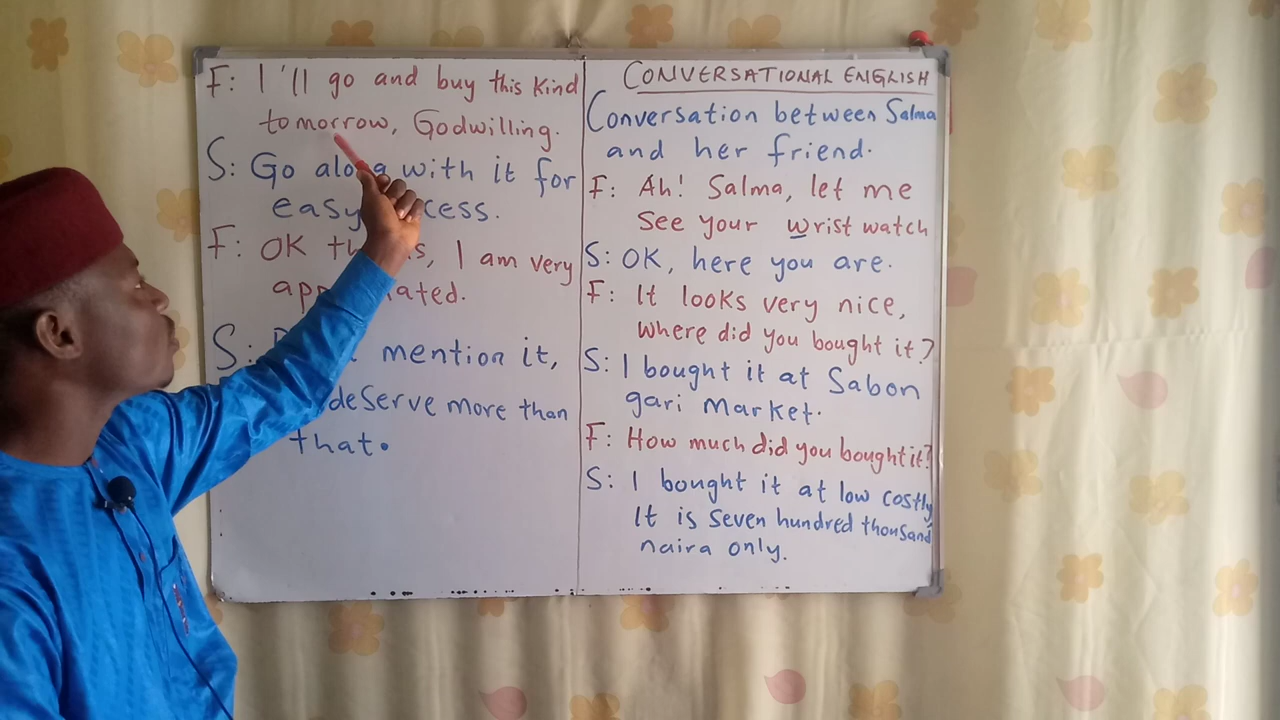 CONVERSATIONAL ENGLISH
Conversation between Salma
and her friend.
F: Ah! Salma, let me
see your wrist watch
S: OK, here you are.
F: It looks very nice,
where did you bought it?
S: I bought it at Sabon
gari Market.
F: How much did you bought it?
S: I bought it at low costly
It is seven hundred thousand
naira only.
F: I'll go and buy this kind
tomorrow, Godwilling.
S: Go along with it for
easy
F: OK, I am very
S: mention it,
deserve more than
that.